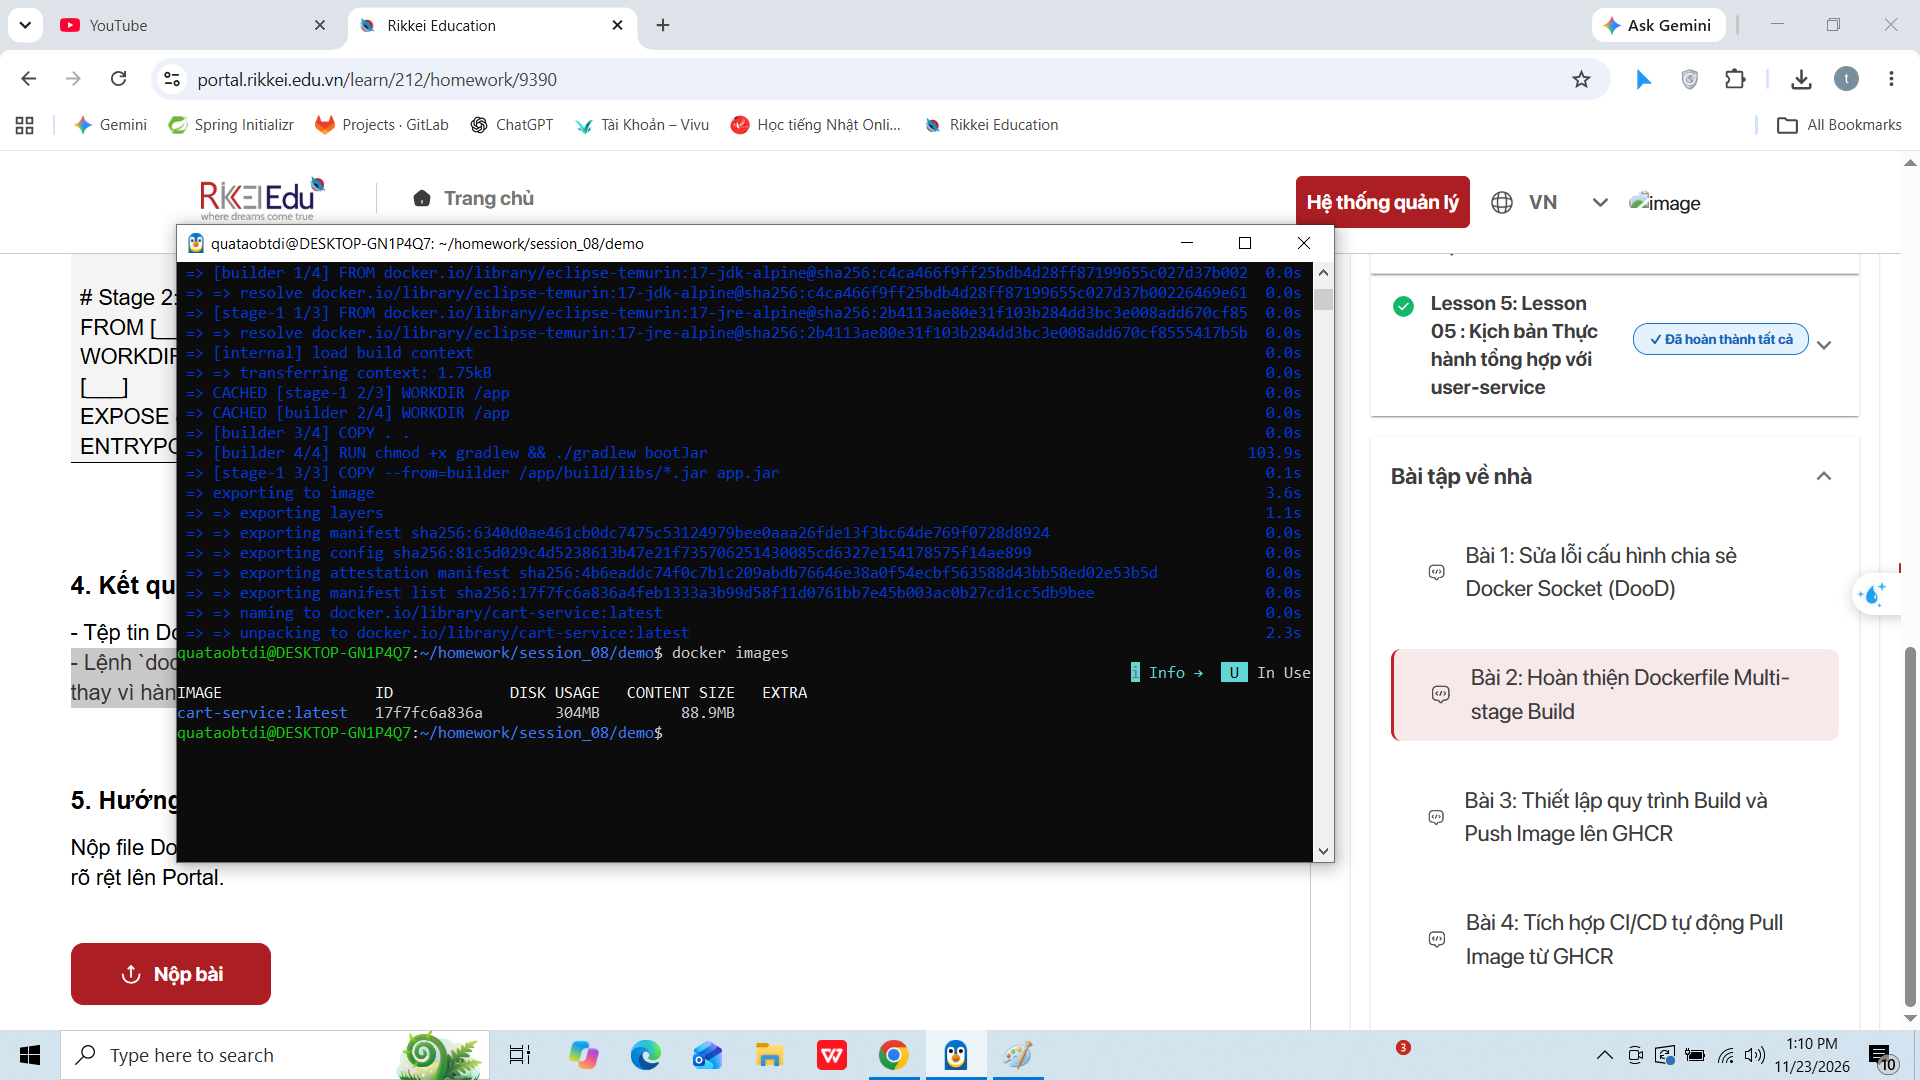 YouTube
Rikkei Education
Ask Gemini
portal.rikkei.edu.vn/learn/212/homework/9390
t
Gemini
Spring Initializr
Projects · GitLab
ChatGPT
Tài Khoản – Vivu
Học tiếng Nhật Onli...
Rikkei Education
All Bookmarks
RikkeiEdu
where dreams come true
Trang chủ
Hệ thống quản lý
VN
image
# Stage 2:
FROM [__
WORKDIR
[___]
EXPOSE
ENTRYPO
4. Kết qu
- Tệp tin Do
- Lệnh `doc
thay vì hàn
5. Hướng
Nộp file Do
rõ rệt lên Portal.
Nộp bài
quataobtdi@DESKTOP-GN1P4Q7: ~/homework/session_08/demo
=> [builder 1/4] FROM docker.io/library/eclipse-temurin:17-jdk-alpine@sha256:c4ca466f9ff25bdb4d28ff87199655c027d37b002 0.0s
=> => resolve docker.io/library/eclipse-temurin:17-jdk-alpine@sha256:c4ca466f9ff25bdb4d28ff87199655c027d37b00226469e61 0.0s
=> [stage-1 1/3] FROM docker.io/library/eclipse-temurin:17-jre-alpine@sha256:2b4113ae80e31f103b284dd3bc3e008add670cf85 0.0s
=> => resolve docker.io/library/eclipse-temurin:17-jre-alpine@sha256:2b4113ae80e31f103b284dd3bc3e008add670cf8555417b5b 0.0s
=> [internal] load build context 0.0s
=> => transferring context: 1.75kB 0.0s
=> CACHED [stage-1 2/3] WORKDIR /app 0.0s
=> CACHED [builder 2/4] WORKDIR /app 0.0s
=> [builder 3/4] COPY . . 0.0s
=> [builder 4/4] RUN chmod +x gradlew && ./gradlew bootJar 103.9s
=> [stage-1 3/3] COPY --from=builder /app/build/libs/*.jar app.jar 0.1s
=> exporting to image 3.6s
=> => exporting layers 1.1s
=> => exporting manifest sha256:6340d0ae461cb0dc7475c53124979bee0aaa26fde13f3bc64de769f0728d8924 0.0s
=> => exporting config sha256:81c5d029c4d5238613b47e21f735706251430085cd6327e154178575f14ae899 0.0s
=> => exporting attestation manifest sha256:4b6eaddc74f0c7b1c209abdb76646e38a0f54ecbf563588d43bb58ed02e53b5d 0.0s
=> => exporting manifest list sha256:17f7fc6a836a4feb1333a3b99d58f11d0761bb7e45b003ac0b27cd1cc5db9bee 0.0s
=> => naming to docker.io/library/cart-service:latest 0.0s
=> => unpacking to docker.io/library/cart-service:latest 2.3s
quataobtdi@DESKTOP-GN1P4Q7:~/homework/session_08/demo$ docker images
i Info → U In Use
IMAGE ID DISK USAGE CONTENT SIZE EXTRA
cart-service:latest 17f7fc6a836a 304MB 88.9MB
quataobtdi@DESKTOP-GN1P4Q7:~/homework/session_08/demo$
Lesson 5: Lesson
05 : Kịch bản Thực
hành tổng hợp với
user-service
✓ Đã hoàn thành tất cả
Bài tập về nhà
Bài 1: Sửa lỗi cấu hình chia sẻ
Docker Socket (DooD)
Bài 2: Hoàn thiện Dockerfile Multi-
stage Build
Bài 3: Thiết lập quy trình Build và
Push Image lên GHCR
Bài 4: Tích hợp CI/CD tự động Pull
Image từ GHCR
Type here to search
3
1:10 PM
11/23/2026
10